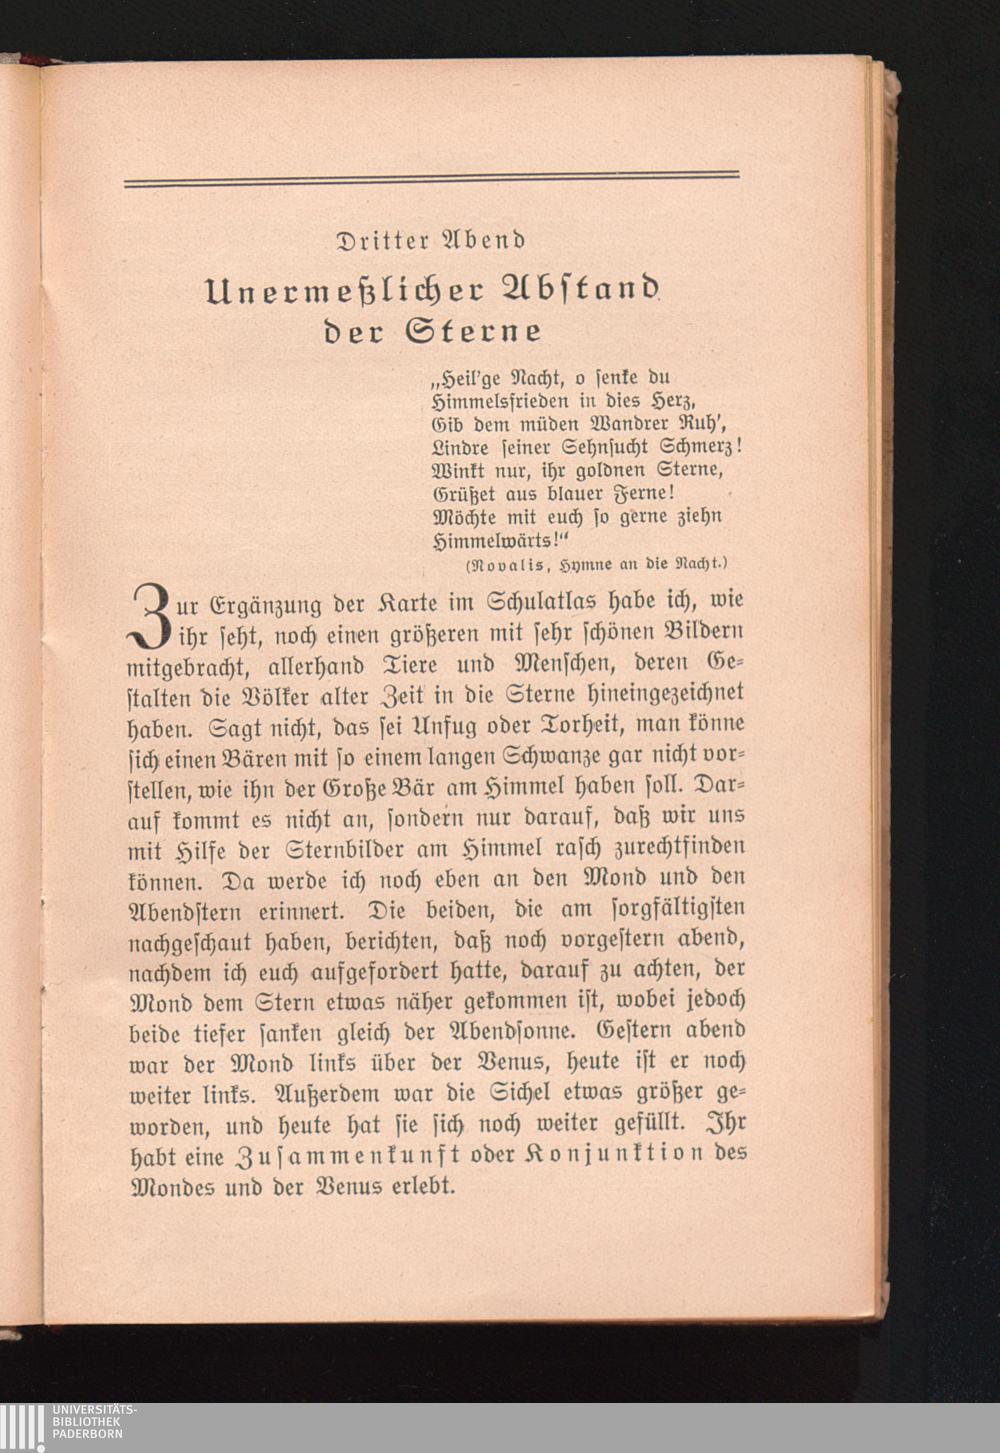 Dritter Abend
Unermeßlicher Abstand
der Sterne
„Heil'ge Nacht, o senke du
Himmelsfrieden in dies Herz,
Gib dem müden Wandrer Ruh',
Lindre seiner Sehnsucht Schmerz!
Winkt nur, ihr goldnen Sterne,
Grüßet aus blauer Ferne!
Möchte mit euch so gerne ziehn
Himmelwärts!“
(Novalis, Hymne an die Nacht.)
Zur Ergänzung der Karte im Schulatlas habe ich, wie
ihr seht, noch einen größeren mit sehr schönen Bildern
mitgebracht, allerhand Tiere und Menschen, deren Ge-
stalten die Völker alter Zeit in die Sterne hineingezeichnet
haben. Sagt nicht, das sei Unfug oder Torheit, man könne
sich einen Bären mit so einem langen Schwanze gar nicht vor-
stellen, wie ihn der Große Bär am Himmel haben soll. Dar-
auf kommt es nicht an, sondern nur darauf, daß wir uns
mit Hilfe der Sternbilder am Himmel rasch zurechtfinden
können. Da werde ich noch eben an den Mond und den
Abendstern erinnert. Die beiden, die am sorgfältigsten
nachgeschaut haben, berichten, daß noch vorgestern abend,
nachdem ich euch aufgefordert hatte, darauf zu achten, der
Mond dem Stern etwas näher gekommen ist, wobei jedoch
beide tiefer sanken gleich der Abendsonne. Gestern abend
war der Mond links über der Venus, heute ist er noch
weiter links. Außerdem war die Sichel etwas größer ge-
worden, und heute hat sie sich noch weiter gefüllt. Ihr
habt eine Zusammenkunft oder Konjunktion des
Mondes und der Venus erlebt.
UNIVERSITÄTS-
BIBLIOTHEK
PADERBORN